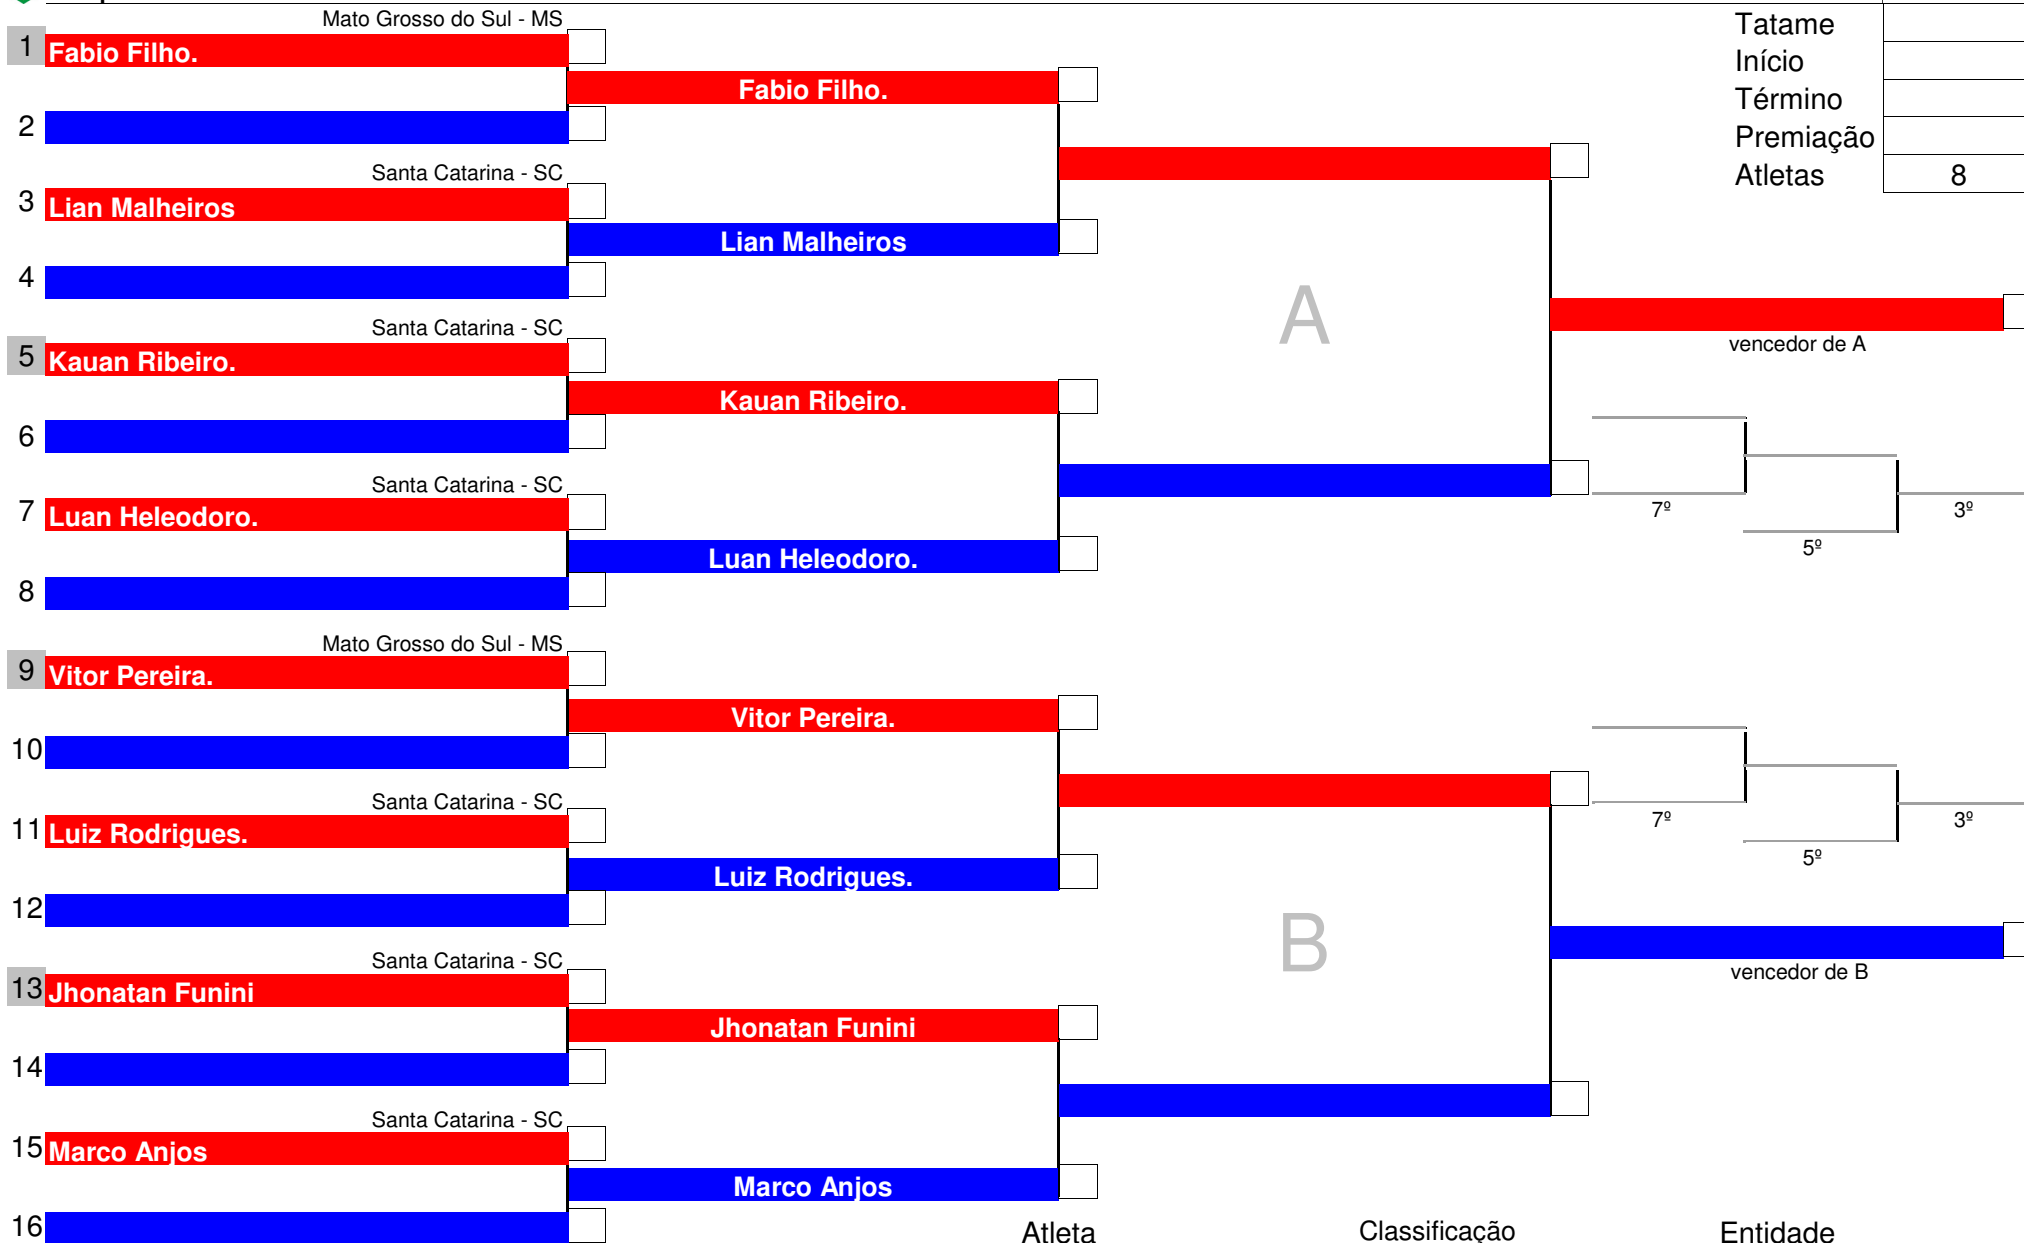 Mato Grosso do Sul - MS
1 Fabio Filho.
Fabio Filho.
2
Santa Catarina - SC
3 Lian Malheiros
Lian Malheiros
4
Santa Catarina - SC
5 Kauan Ribeiro.
Kauan Ribeiro.
6
Santa Catarina - SC
7 Luan Heleodoro.
Luan Heleodoro.
8
Mato Grosso do Sul - MS
9 Vitor Pereira.
Vitor Pereira.
10
Santa Catarina - SC
11 Luiz Rodrigues.
Luiz Rodrigues.
12
Santa Catarina - SC
13 Jhonatan Funini
Jhonatan Funini
14
Santa Catarina - SC
15 Marco Anjos
Marco Anjos
16
A
B
Tatame
Início
Término
Premiação
Atletas 8
vencedor de A
7º
5º
3º
7º
5º
3º
vencedor de B
Atleta Classificação Entidade